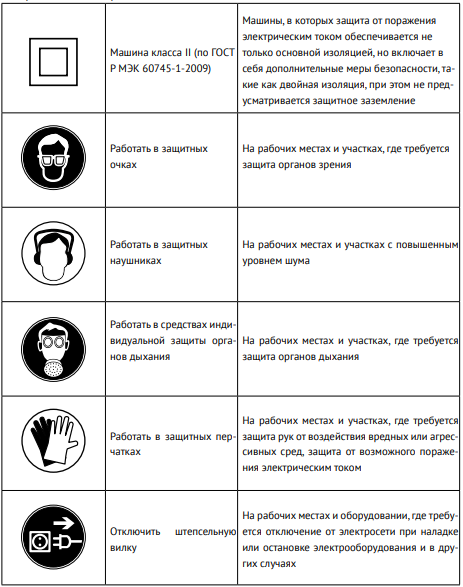 Машина класса II (по ГОСТ
Р МЭК 60745-1-2009)
Машины, в которых защита от поражения
электрическим током обеспечивается не
только основной изоляцией, но включает в
себя дополнительные меры безопасности, та-
кие как двойная изоляция, при этом не пред-
усматривается защитное заземление
Работать в защитных
очках
На рабочих местах и участках, где требуется
защита органов зрения
Работать в защитных
наушниках
На рабочих местах и участках с повышенным
уровнем шума
Работать в средствах инди-
видуальной защиты орга-
нов дыхания
На рабочих местах и участках, где требуется
защита органов дыхания
Работать в защитных пер-
чатках
На рабочих местах и участках, где требуется
защита рук от воздействия вредных или агрес-
сивных сред, защита от возможного пораже-
ния электрическим током
Отключить штепсельную
вилку
На рабочих местах и оборудовании, где требу-
ется отключение от электросети при наладке
или остановке электрооборудования и в дру-
гих случаях